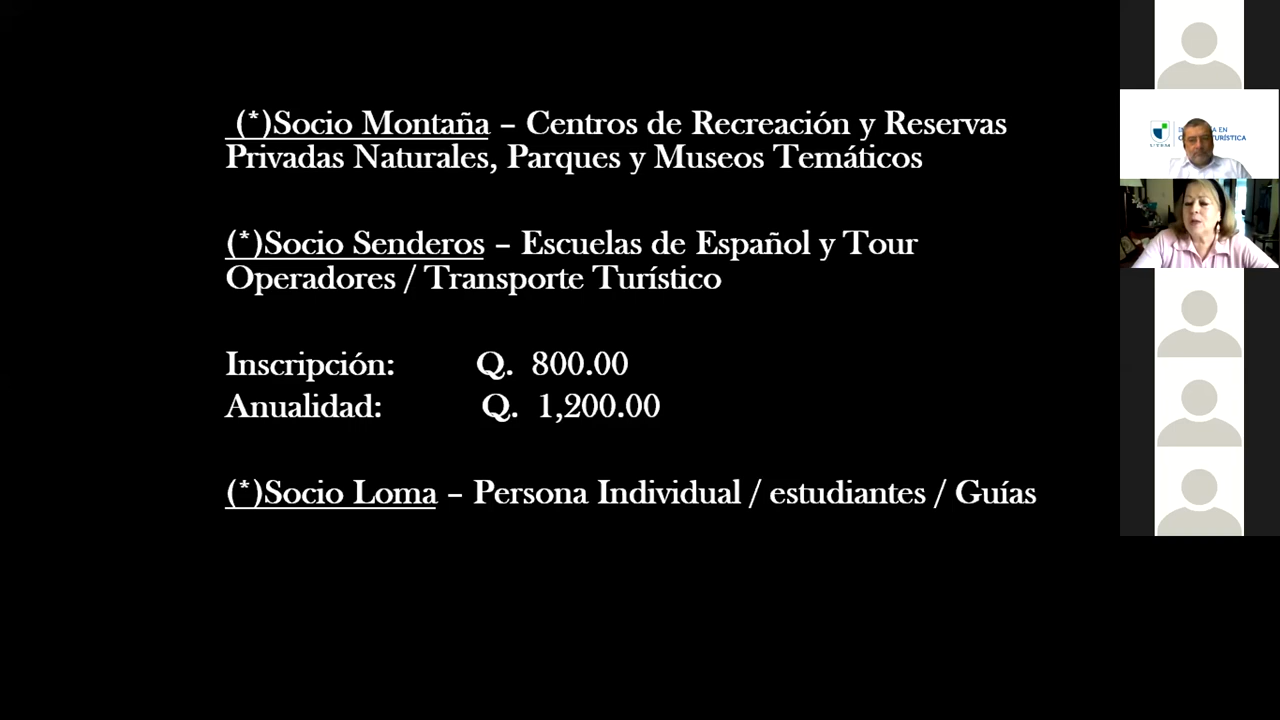 (*)Socio Montaña – Centros de Recreación y Reservas
Privadas Naturales, Parques y Museos Temáticos
(*)Socio Senderos – Escuelas de Español y Tour
Operadores / Transporte Turístico
Inscripción: Q. 800.00
Anualidad: Q. 1,200.00
(*)Socio Loma – Persona Individual / estudiantes / Guías
UTEM